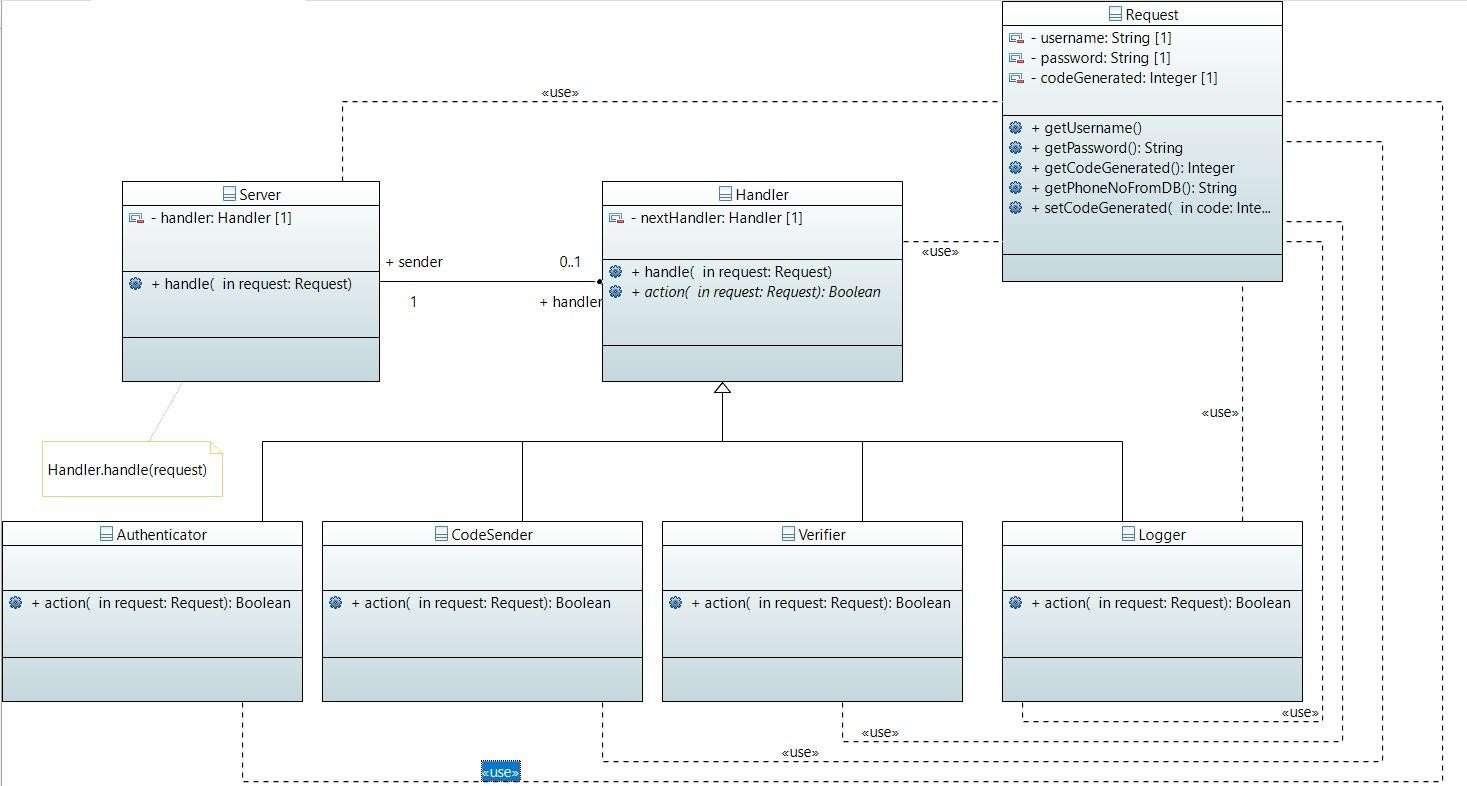 Request
- username: String [1]
- password: String [1]
- codeGenerated: Integer [1]
+ getUsername()
+ getPassword(): String
+ getCodeGenerated(): Integer
+ getPhoneNoFromDB(): String
+ setCodeGenerated( in code: Inte...
«use»
Server
- handler: Handler [1]
+ handle( in request: Request)
+ sender
1
0..1
+ handler
Handler
- nextHandler: Handler [1]
+ handle( in request: Request)
+ action( in request: Request): Boolean
«use»
«use»
Handler.handle(request)
Authenticator
+ action( in request: Request): Boolean
CodeSender
+ action( in request: Request): Boolean
Verifier
+ action( in request: Request): Boolean
Logger
+ action( in request: Request): Boolean
«use»
«use»
«use»
«use»